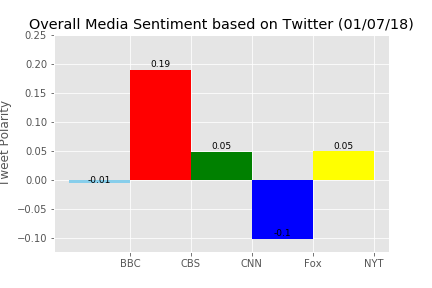 Overall Media Sentiment based on Twitter (01/07/18)
0.25
0.20
0.15
0.10
0.05
0.00
−0.05
−0.10
Tweet Polarity
-0.01
0.19
0.05
-0.1
0.05
BBC
CBS
CNN
Fox
NYT